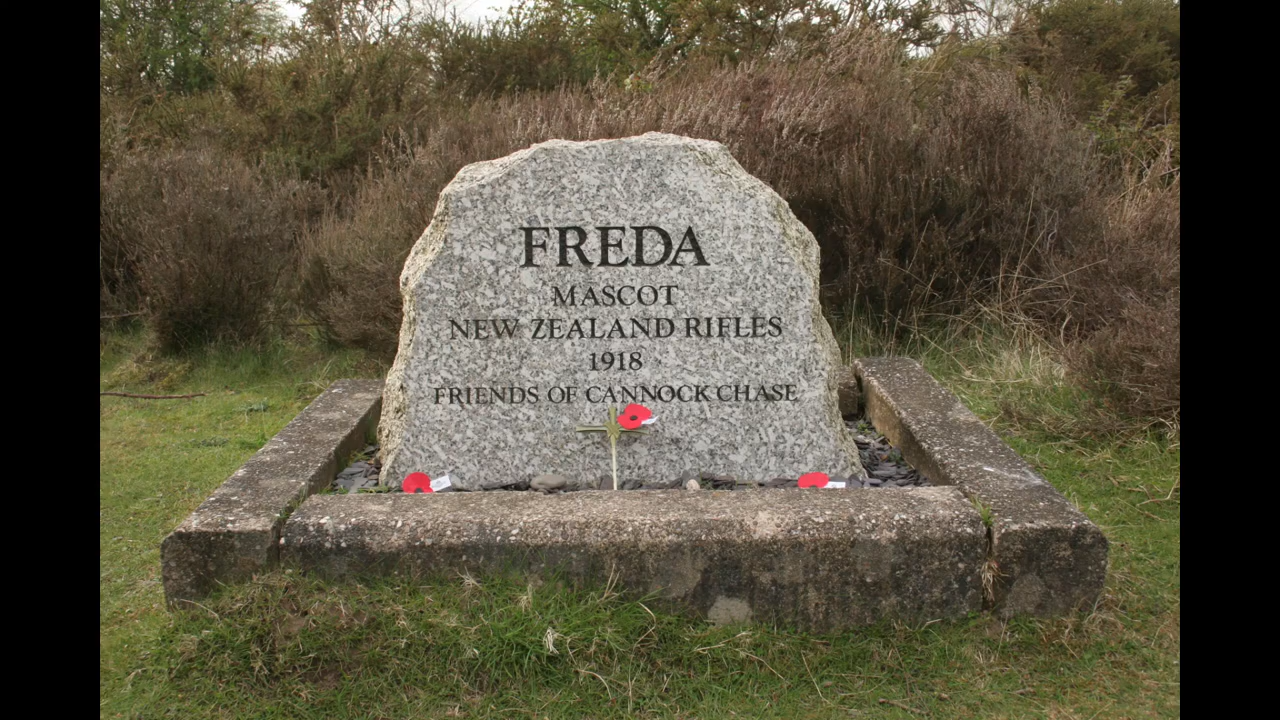 FREDA
MASCOT
NEW ZEALAND RIFLES
1918
FRIENDS OF CANNOCK CHASE